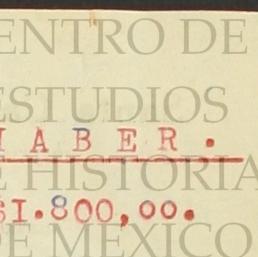 ENTRO DE
ESTUDIOS
HABER.
E HISTORIA
$1.800,00.
DE MEXICO